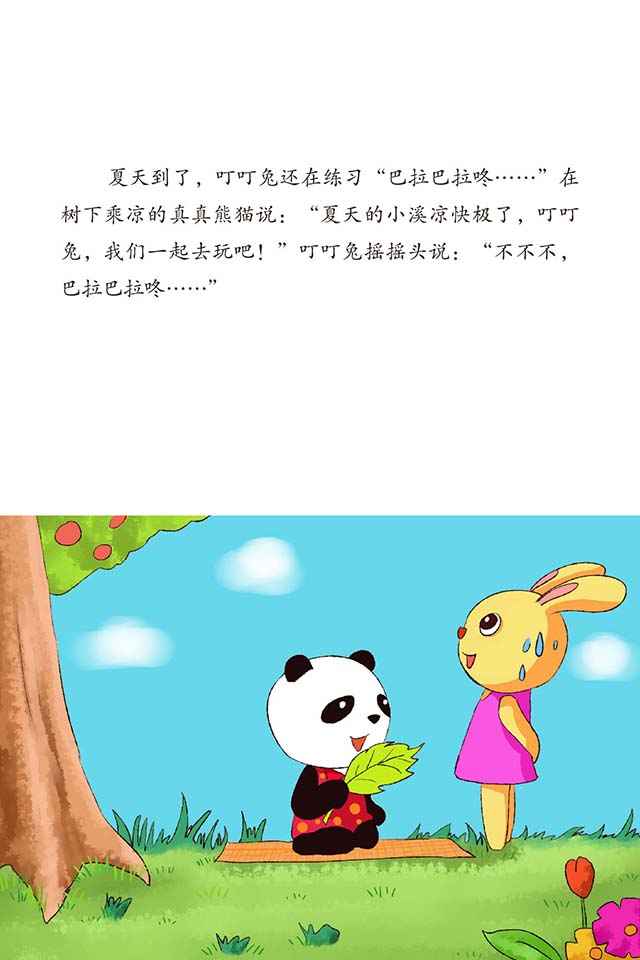 夏天到了，叮叮兔还在练习“巴拉巴拉咚……”在
树下乘凉的真真熊猫说：“夏天的小溪凉快极了，叮叮
兔，我们一起去玩吧！”叮叮兔摇摇头说：“不不不，
巴拉巴拉咚……”